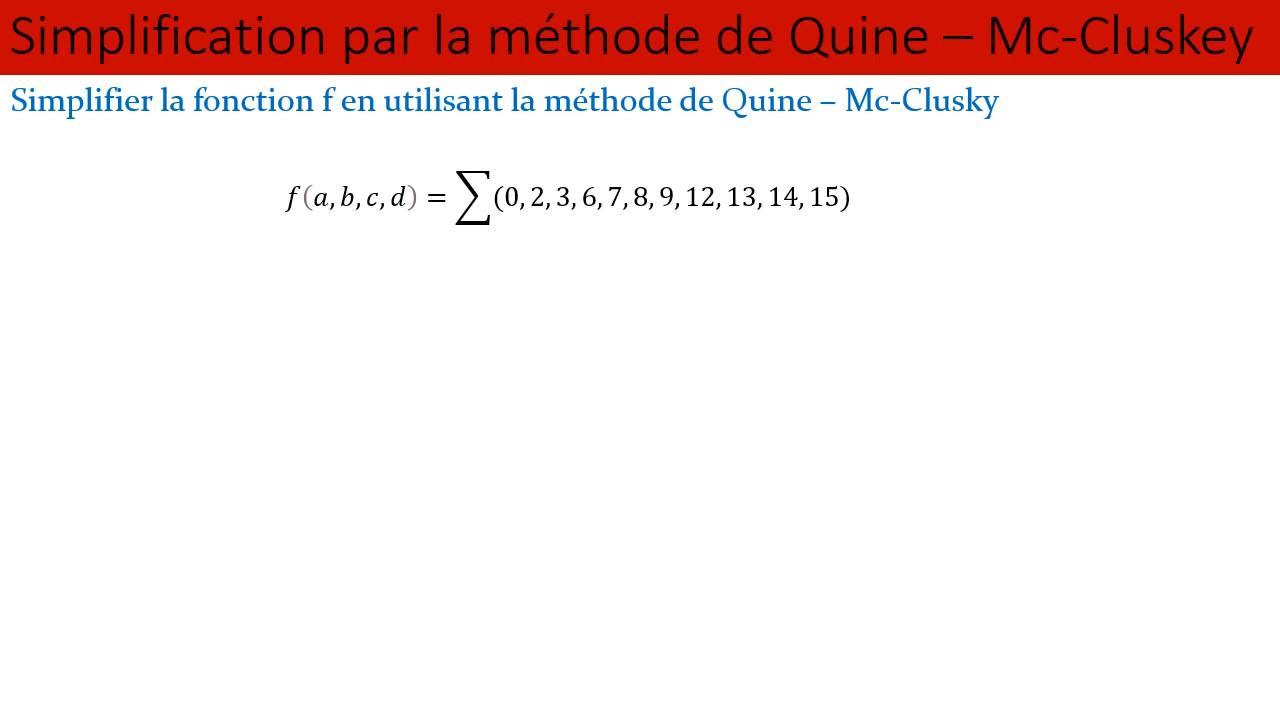 Simplification par la méthode de Quine – Mc-Cluskey
Simplifier la fonction f en utilisant la méthode de Quine – Mc-Clusky
f(a, b, c, d) = ∑(0, 2, 3, 6, 7, 8, 9, 12, 13, 14, 15)